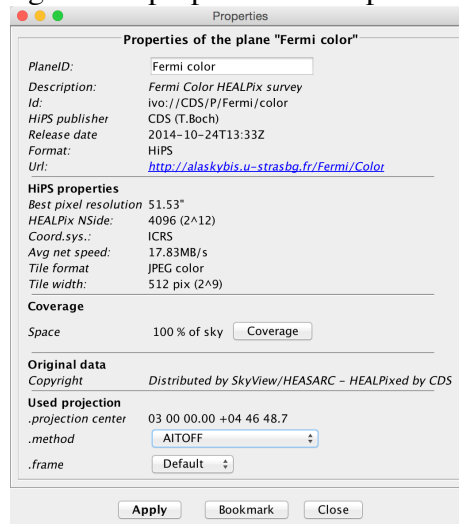 Properties
Properties of the plane "Fermi color"
PlaneID: Fermi color
Description: Fermi Color HEALPix survey
Id: ivo://CDS/P/Fermi/color
HiPS publisher CDS (T.Boch)
Release date 2014-10-24T13:33Z
Format: HiPS
Url: http://alaskybis.u-strasbg.fr/Fermi/Color
HiPS properties
Best pixel resolution 51.53"
HEALPix NSide: 4096 (2^12)
Coord.sys.: ICRS
Avg net speed: 17.83MB/s
Tile format JPEG color
Tile width: 512 pix (2^9)
Coverage
Space 100 % of sky Coverage
Original data
Copyright Distributed by SkyView/HEASARC - HEALPixed by CDS
Used projection
.projection center 03 00 00.00 +04 46 48.7
.method AITOFF
.frame Default
Apply Bookmark Close